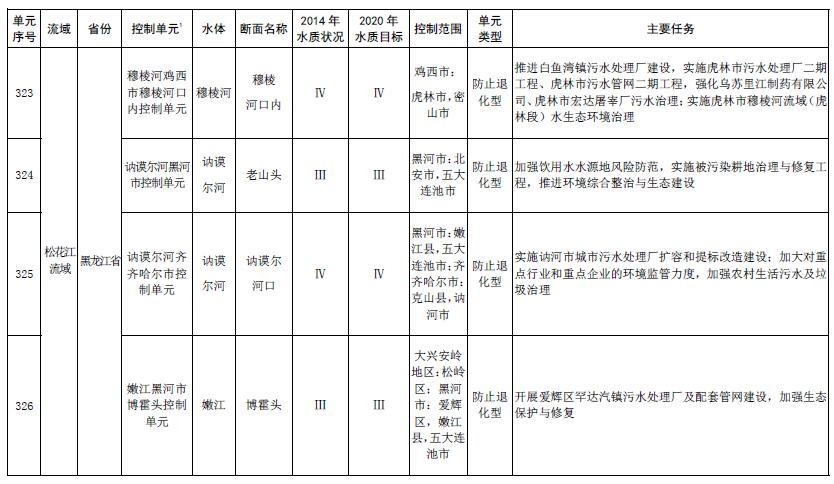 单元
序号
流域
省份
控制单元1
水体
断面名称
2014 年
水质状况
2020 年
水质目标
控制范围
单元
类型
主要任务
323
穆棱河鸡西
市穆棱河口
内控制单元
穆棱河
穆棱
河口内
Ⅳ
Ⅳ
鸡西市:
虎林市,密
山市
防止退
化型
推进白鱼湾镇污水处理厂建设,实施虎林市污水处理厂二期
工程、虎林市污水管网二期工程,强化乌苏里江制药有限公
司、虎林市宏达屠宰厂污水治理;实施虎林市穆棱河流域(虎
林段)水生态环境治理
324
讷谟尔河黑河
市控制单元
讷谟
尔河
老山头
Ⅲ
Ⅲ
黑河市:北
安市,五大
连池市
防止退
化型
加强饮用水水源地风险防范,实施被污染耕地治理与修复工
程,推进环境综合整治与生态建设
松花江
流域
黑龙江省
325
讷谟尔河齐
齐哈尔市控
制单元
讷谟
尔河
讷谟尔
河口
Ⅳ
Ⅳ
黑河市:嫩
江县,五大
连池市;齐
齐哈尔市:
克山县,讷
河市
防止退
化型
实施讷河市城市污水处理厂扩容和提标改造建设;加大对重
点行业和重点企业的环境监管力度,加强农村生活污水及垃
圾治理
326
嫩江黑河市
博霍头控制
单元
嫩江
博霍头
Ⅲ
Ⅲ
大兴安岭
地区:松岭
区;黑河
市:爱辉
区,嫩江
县,五大连
池市
防止退
化型
开展爱辉区罕达汽镇污水处理厂及配套管网建设,加强生态
保护与修复